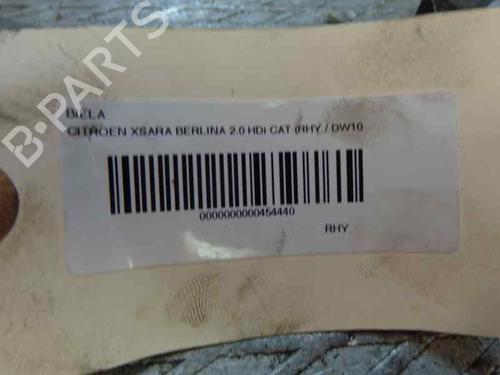 B-PARTS
BIELA
CITROEN XSARA BERLINA 2.0 HDi CAT (RHY / DW10
0000000000454440
RHY